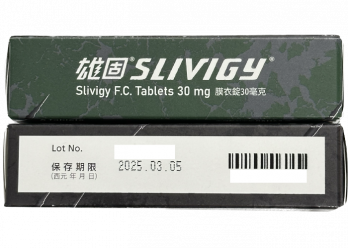 雄固®SLIVIGY®
Slivigy F.C. Tablets 30 mg 膜衣錠30毫克
Lot No.
保存期限 2025.03.05
(西元年月日)